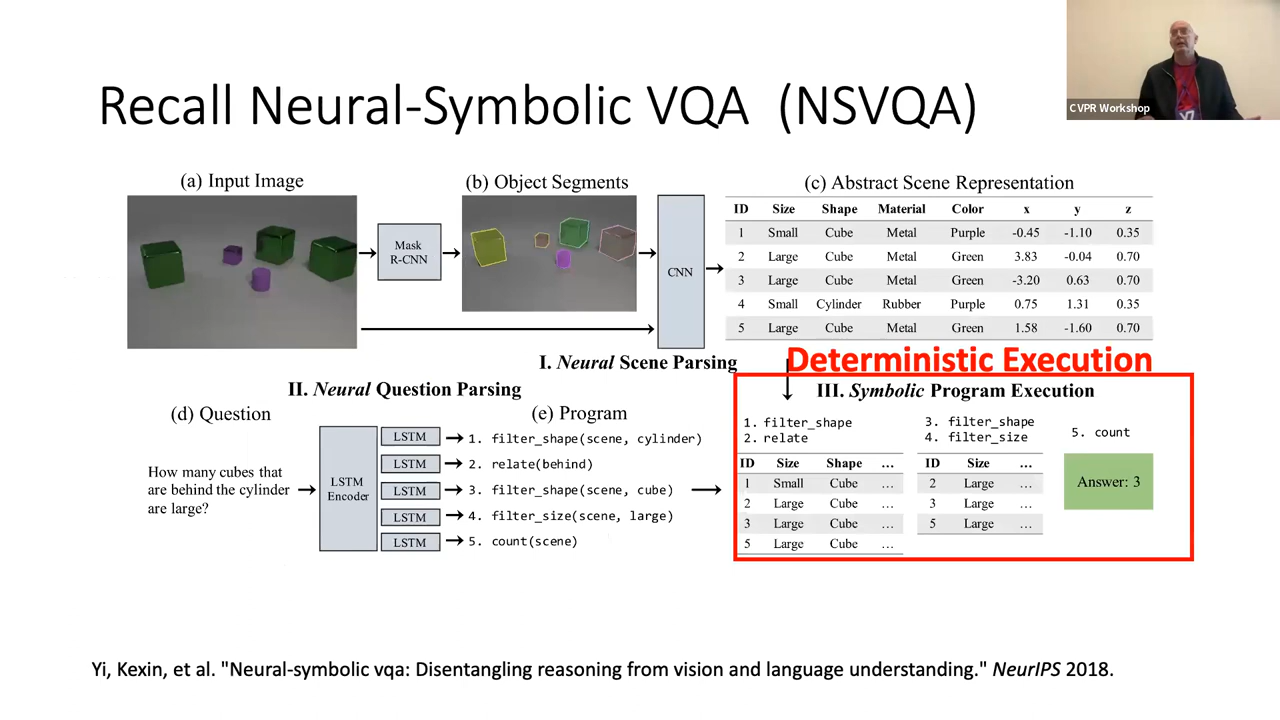 CVPR Workshop
Recall Neural-Symbolic VQA (NSVQA)
(a) Input Image
(b) Object Segments
(c) Abstract Scene Representation
Mask
R-CNN
CNN
ID Size Shape Material Color x y z
1 Small Cube Metal Purple -0.45 -1.10 0.35
2 Large Cube Metal Green 3.83 -0.04 0.70
3 Large Cube Metal Green -3.20 0.63 0.70
4 Small Cylinder Rubber Purple 0.75 1.31 0.35
5 Large Cube Metal Green 1.58 -1.60 0.70
I. Neural Scene Parsing
Deterministic Execution
II. Neural Question Parsing
III. Symbolic Program Execution
(d) Question
(e) Program
How many cubes that
are behind the cylinder
are large?
LSTM
Encoder
LSTM
LSTM
LSTM
LSTM
LSTM
1. filter_shape(scene, cylinder)
2. relate(behind)
3. filter_shape(scene, cube)
4. filter_size(scene, large)
5. count(scene)
1. filter_shape
2. relate
ID Size Shape ...
1 Small Cube ...
2 Large Cube ...
3 Large Cube ...
5 Large Cube ...
3. filter_shape
4. filter_size
ID Size ...
2 Large ...
3 Large ...
5 Large ...
5. count
Answer: 3
Yi, Kexin, et al. "Neural-symbolic vqa: Disentangling reasoning from vision and language understanding." NeurIPS 2018.